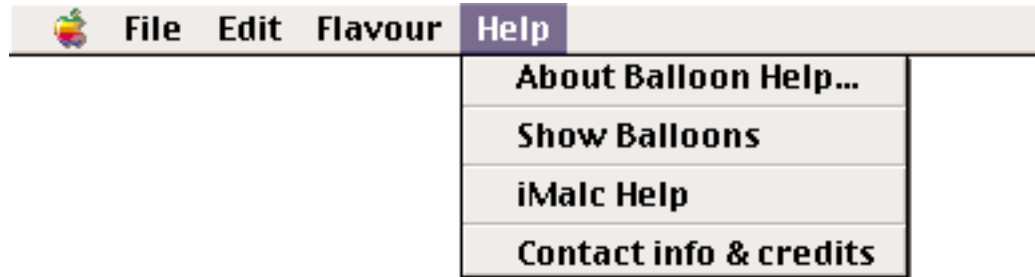 File Edit Flavour Help
About Balloon Help...
Show Balloons
iMalc Help
Contact info & credits